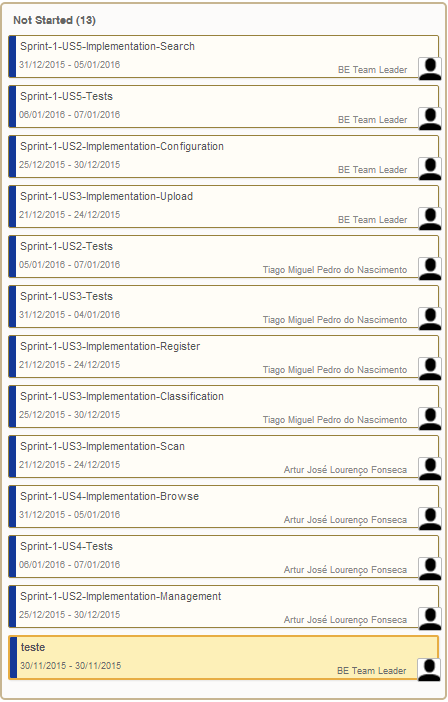 Not Started (13)
Sprint-1-US5-Implementation-Search
31/12/2015 - 05/01/2016
BE Team Leader
Sprint-1-US5-Tests
06/01/2016 - 07/01/2016
BE Team Leader
Sprint-1-US2-Implementation-Configuration
25/12/2015 - 30/12/2015
BE Team Leader
Sprint-1-US3-Implementation-Upload
21/12/2015 - 24/12/2015
BE Team Leader
Sprint-1-US2-Tests
05/01/2016 - 07/01/2016
Tiago Miguel Pedro do Nascimento
Sprint-1-US3-Tests
31/12/2015 - 04/01/2016
Tiago Miguel Pedro do Nascimento
Sprint-1-US3-Implementation-Register
21/12/2015 - 24/12/2015
Tiago Miguel Pedro do Nascimento
Sprint-1-US3-Implementation-Classification
25/12/2015 - 30/12/2015
Tiago Miguel Pedro do Nascimento
Sprint-1-US3-Implementation-Scan
21/12/2015 - 24/12/2015
Artur José Lourenço Fonseca
Sprint-1-US4-Implementation-Browse
31/12/2015 - 05/01/2016
Artur José Lourenço Fonseca
Sprint-1-US4-Tests
06/01/2016 - 07/01/2016
Artur José Lourenço Fonseca
Sprint-1-US2-Implementation-Management
25/12/2015 - 30/12/2015
Artur José Lourenço Fonseca
teste
30/11/2015 - 30/11/2015
BE Team Leader